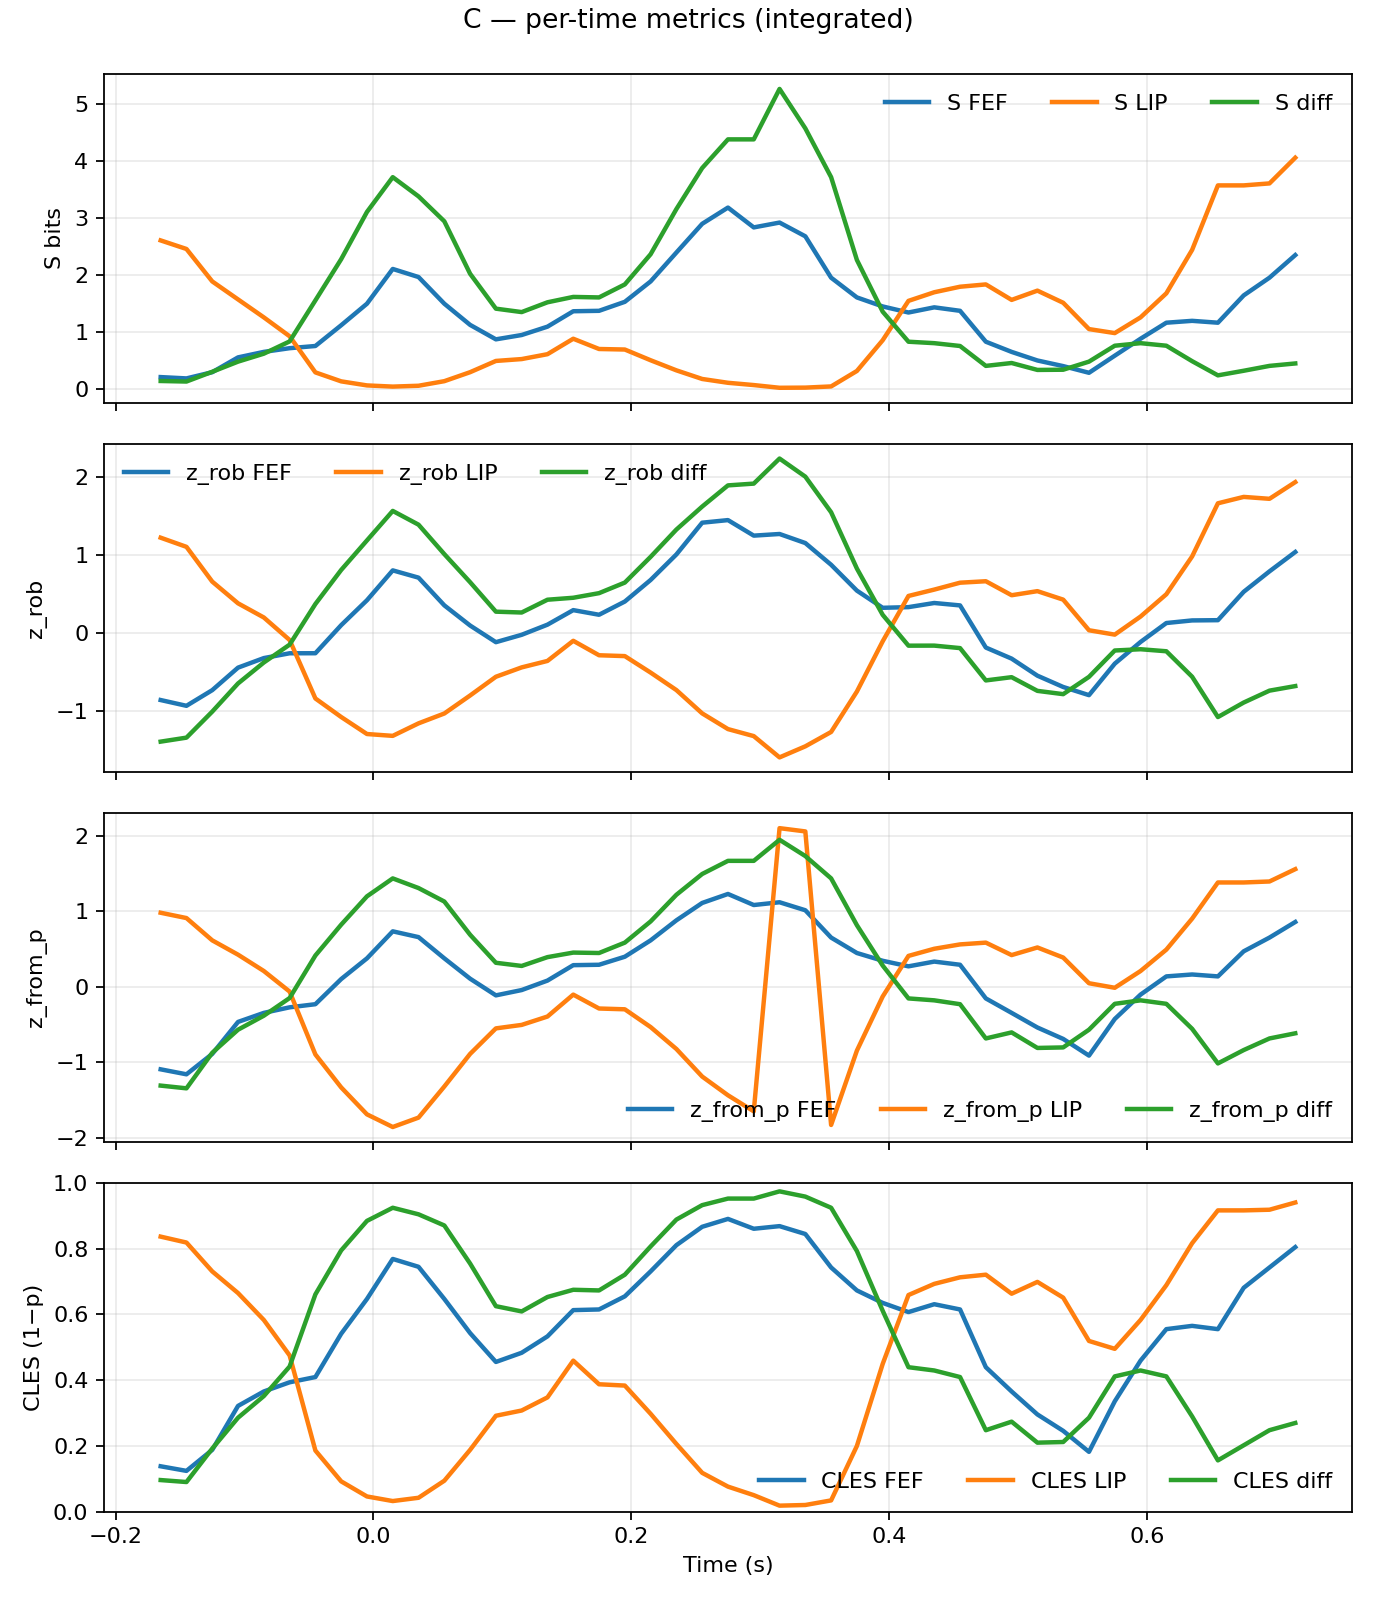 C — per-time metrics (integrated)
S FEF S LIP S diff
5
4
3
2
1
0
S bits
z_rob FEF z_rob LIP z_rob diff
2
1
0
−1
z_rob
2
1
0
−1
−2
z_from_p
z_from_p FEF z_from_p LIP z_from_p diff
1.0
0.8
0.6
0.4
0.2
0.0
CLES (1−p)
CLES FEF CLES LIP CLES diff
−0.2 0.0 0.2 0.4 0.6
Time (s)